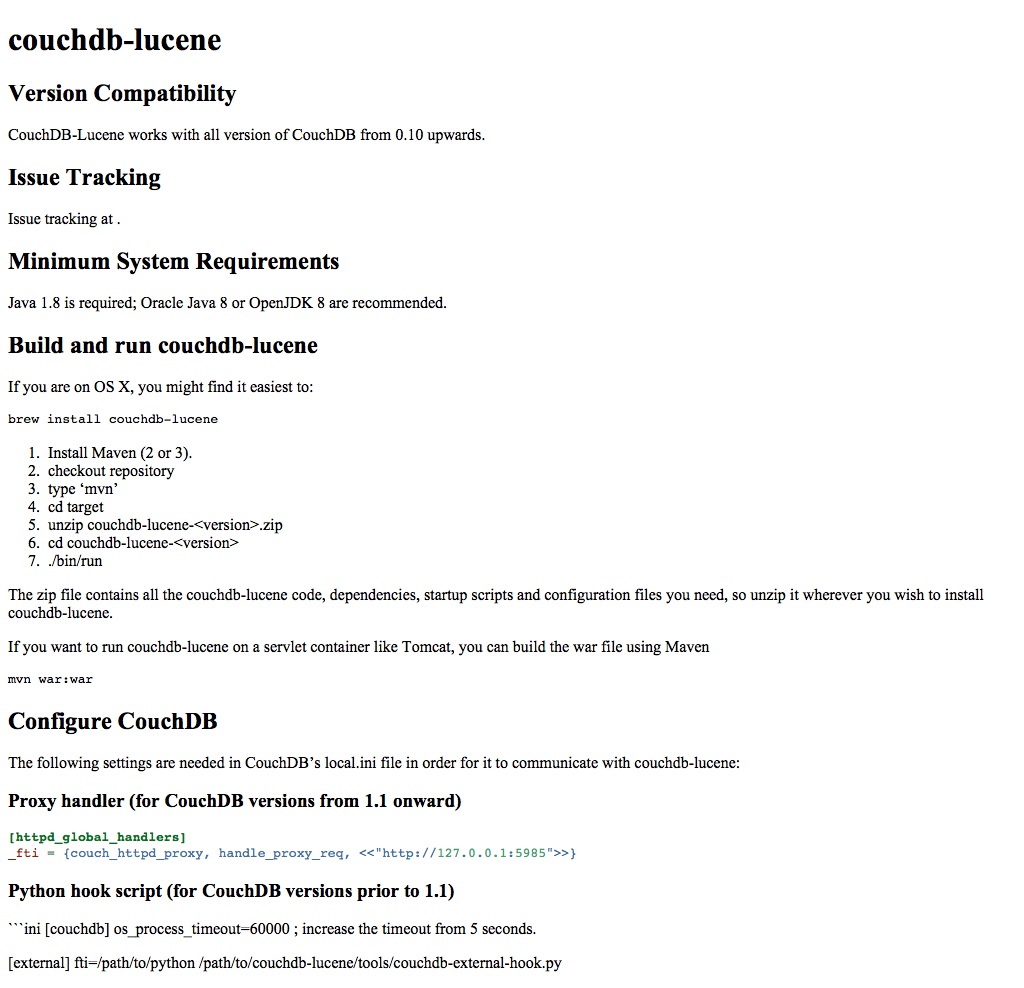 couchdb-lucene
Version Compatibility
CouchDB-Lucene works with all version of CouchDB from 0.10 upwards.
Issue Tracking
Issue tracking at .
Minimum System Requirements
Java 1.8 is required; Oracle Java 8 or OpenJDK 8 are recommended.
Build and run couchdb-lucene
If you are on OS X, you might find it easiest to:
brew install couchdb-lucene
1. Install Maven (2 or 3).
2. checkout repository
3. type ‘mvn’
4. cd target
5. unzip couchdb-lucene-<version>.zip
6. cd couchdb-lucene-<version>
7. ./bin/run
The zip file contains all the couchdb-lucene code, dependencies, startup scripts and configuration files you need, so unzip it wherever you wish to install
couchdb-lucene.
If you want to run couchdb-lucene on a servlet container like Tomcat, you can build the war file using Maven
mvn war:war
Configure CouchDB
The following settings are needed in CouchDB’s local.ini file in order for it to communicate with couchdb-lucene:
Proxy handler (for CouchDB versions from 1.1 onward)
[httpd_global_handlers]
_fti = {couch_httpd_proxy, handle_proxy_req, <<"http://127.0.0.1:5985">>}
Python hook script (for CouchDB versions prior to 1.1)
```ini [couchdb] os_process_timeout=60000 ; increase the timeout from 5 seconds.
[external] fti=/path/to/python /path/to/couchdb-lucene/tools/couchdb-external-hook.py